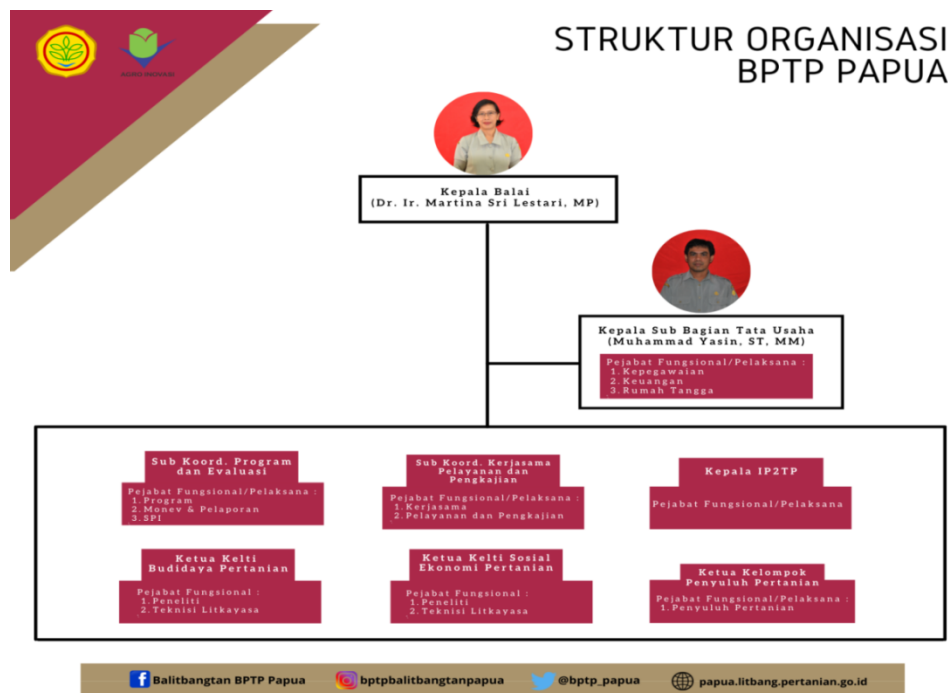 STRUKTUR ORGANISASI
BPTP PAPUA
AGRO INOVASI
Kepala Balai
(Dr. Ir. Martina Sri Lestari, MP)
Kepala Sub Bagian Tata Usaha
(Muhammad Yasin, ST, MM)
Pejabat Fungsional/Pelaksana :
1.Kepegawaian
2.Keuangan
3.Rumah Tangga
Sub Koord. Program
dan Evaluasi
Pejabat Fungsional/Pelaksana :
1.Program
2.Monev & Pelaporan
3.SPI
Sub Koord. Kerjasama
Pelayanan dan
Pengkajian
Pejabat Fungsional/Pelaksana :
1.Kerjasama
2.Pelayanan dan Pengkajian
Kepala IP2TP
Pejabat Fungsional/Pelaksana
Ketua Kelti
Budidaya Pertanian
Pejabat Fungsional :
1.Peneliti
2.Teknisi Litkayasa
Ketua Kelti Sosial
Ekonomi Pertanian
Pejabat Fungsional :
1.Peneliti
2.Teknisi Litkayasa
Ketua Kelompok
Penyuluh Pertanian
Pejabat Fungsional/Pelaksana :
1.Penyuluh Pertanian
Balitbangtan BPTP Papua
bptpbalitbangtanpapua
@bptp_papua
papua.litbang.pertanian.go.id